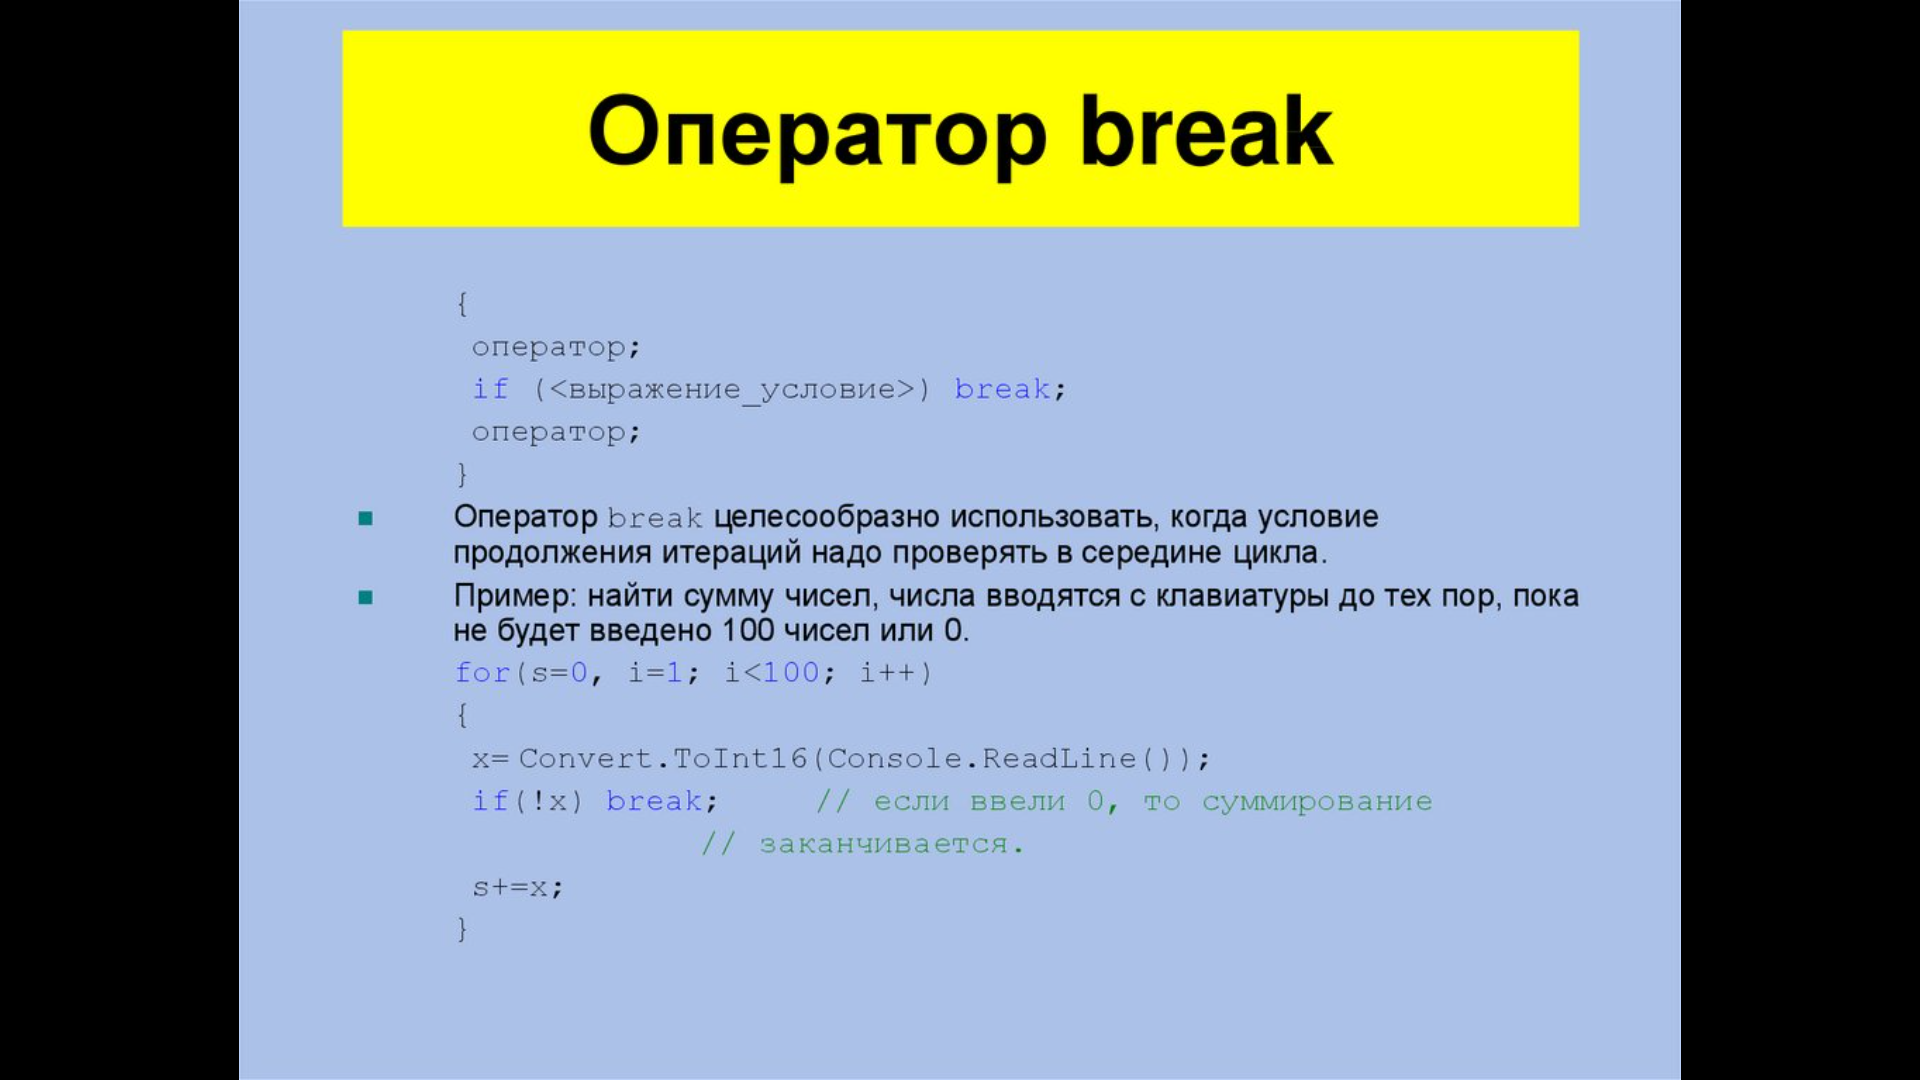 Оператор break
{
оператор;
if (<выражение_условие>) break;
оператор;
}
Оператор break целесообразно использовать, когда условие
продолжения итераций надо проверять в середине цикла.
Пример: найти сумму чисел, числа вводятся с клавиатуры до тех пор, пока
не будет введено 100 чисел или 0.
for(s=0, i=1; i<100; i++)
{
x= Convert.ToInt16(Console.ReadLine());
if(!x) break; // если ввели 0, то суммирование
// заканчивается.
s+=x;
}